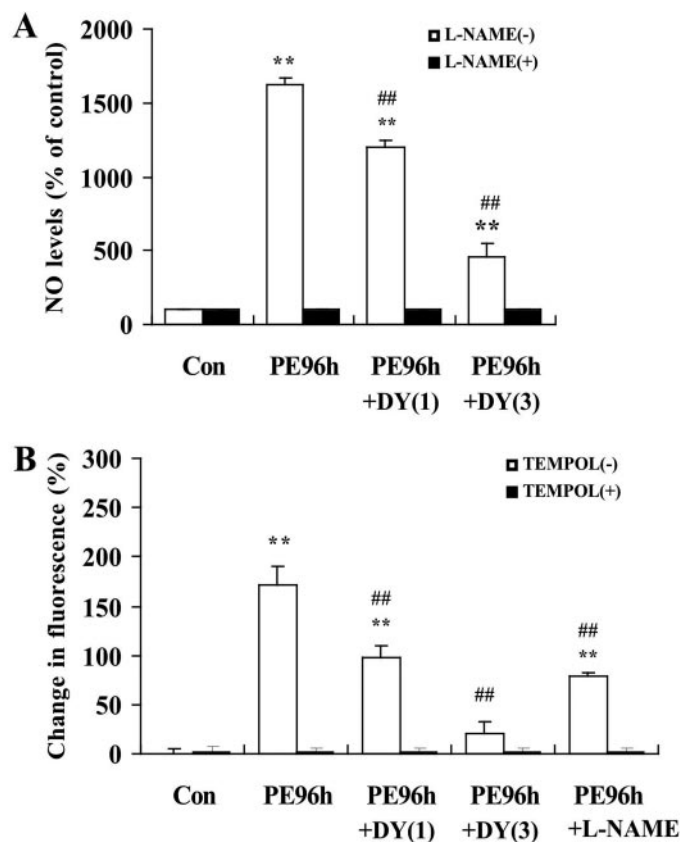 A
NO levels (% of control)
2000
1500
1000
500
0
L-NAME(-)
L-NAME(+)
**
##
**
##
**
Con
PE96h
PE96h
PE96h
+DY(1)
+DY(3)
B
Change in fluorescence (%)
300
250
200
150
100
50
0
TEMPOL(-)
TEMPOL(+)
**
##
**
##
##
**
Con
PE96h
PE96h
PE96h
PE96h
+DY(1)
+DY(3)
+L-NAME